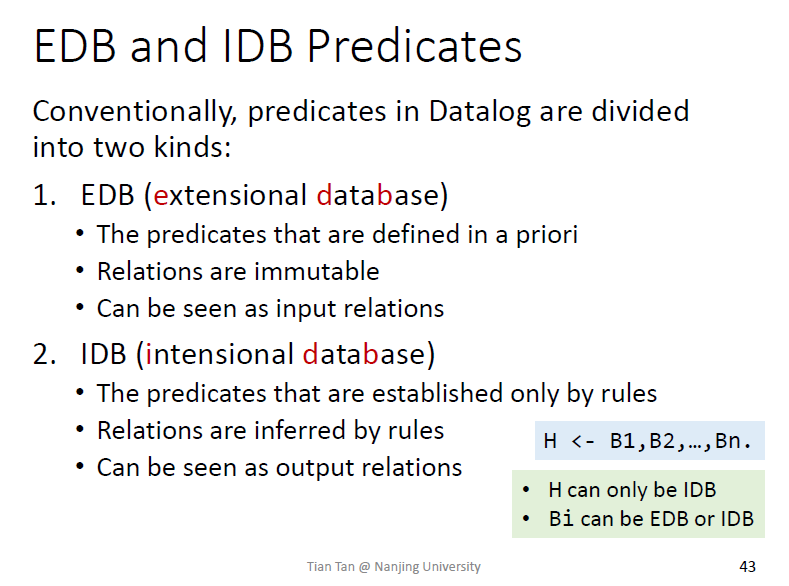 EDB and IDB Predicates
Conventionally, predicates in Datalog are divided
into two kinds:
1. EDB (extensional database)
• The predicates that are defined in a priori
• Relations are immutable
• Can be seen as input relations
2. IDB (intensional database)
• The predicates that are established only by rules
• Relations are inferred by rules
• Can be seen as output relations
H <- B1,B2,…,Bn.
• H can only be IDB
• Bi can be EDB or IDB
Tian Tan @ Nanjing University
43